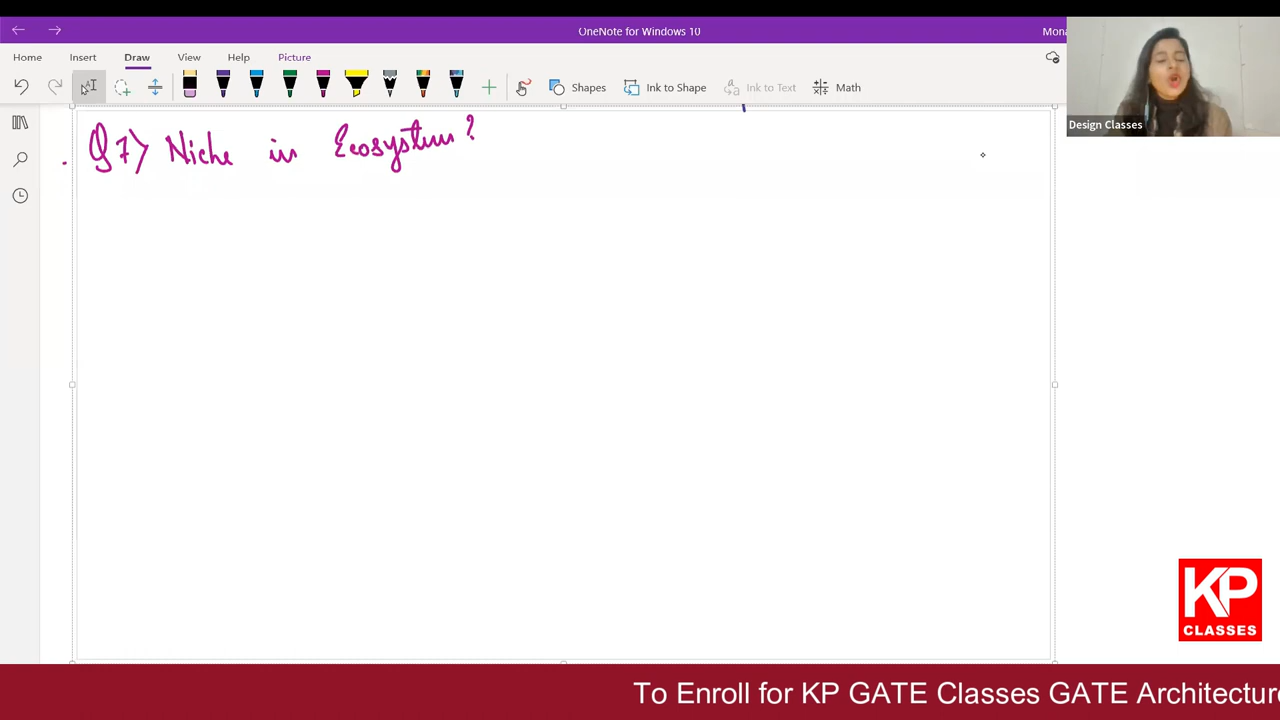 OneNote for Windows 10
Mona
Home Insert Draw View Help Picture
Shapes Ink to Shape Ink to Text Math
Design Classes
Q7) Niche in Ecosystem?
KP
CLASSES
To Enroll for KP GATE Classes GATE Architectur